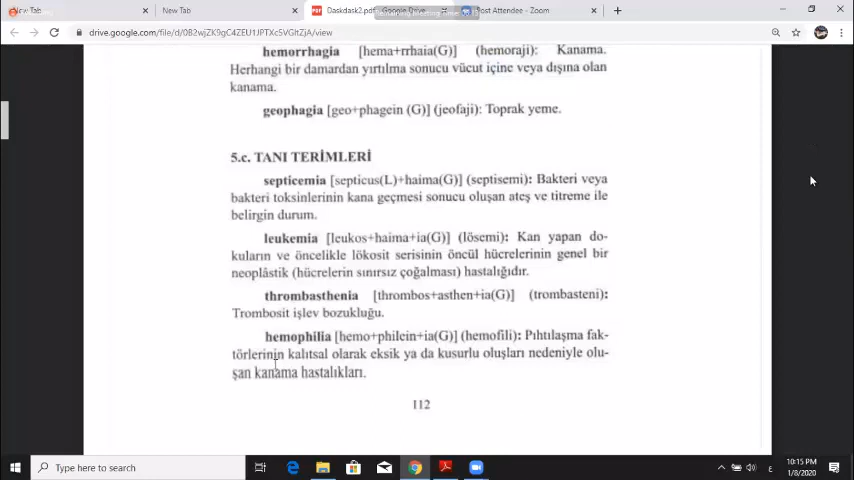 New Tab
New Tab
PDF Daskdask2.pdf - Google Drive
Post Attendee - Zoom
drive.google.com/file/d/0B2wjZK9gC4ZEU1JPTXc5VGltZjA/view
hemorrhagia [hema+rrhaia(G)] (hemoraji): Kanama.
Herhangi bir damardan yırtılma sonucu vücut içine veya dışına olan
kanama.
geophagia [geo+phagein (G)] (jeofaji): Toprak yeme.
5.c. TANI TERİMLERİ
septicemia [septicus(L)+haima(G)] (septisemi): Bakteri veya
bakteri toksinlerinin kana geçmesi sonucu oluşan ateş ve titreme ile
belirgin durum.
leukemia [leukos+haima+ia(G)] (lösemi): Kan yapan do-
kuların ve öncelikle lökosit serisinin öncül hücrelerinin genel bir
neoplâstik (hücrelerin sınırsız çoğalması) hastalığıdır.
thrombasthenia [thrombos+asthen+ia(G)] (trombasteni):
Trombosit işlev bozukluğu.
hemophilia [hemo+philein+ia(G)] (hemofili): Pıhtılaşma fak-
törlerinin kalıtsal olarak eksik ya da kusurlu oluşları nedeniyle olu-
şan kanama hastalıkları.
112
Type here to search
ع
10:15 PM
1/8/2020